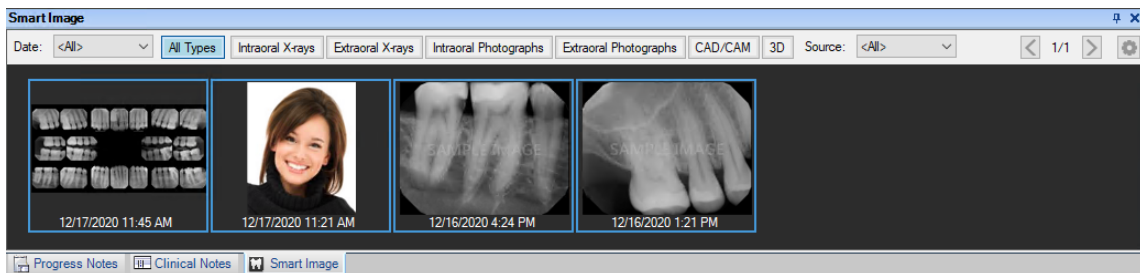 Smart Image
Date: <All> All Types Intraoral X-rays Extraoral X-rays Intraoral Photographs Extraoral Photographs CAD/CAM 3D Source: <All> 1/1
SAMPLE IMAGE SAMPLE IMAGE
12/17/2020 11:45 AM 12/17/2020 11:21 AM 12/16/2020 4:24 PM 12/16/2020 1:21 PM
Progress Notes Clinical Notes Smart Image